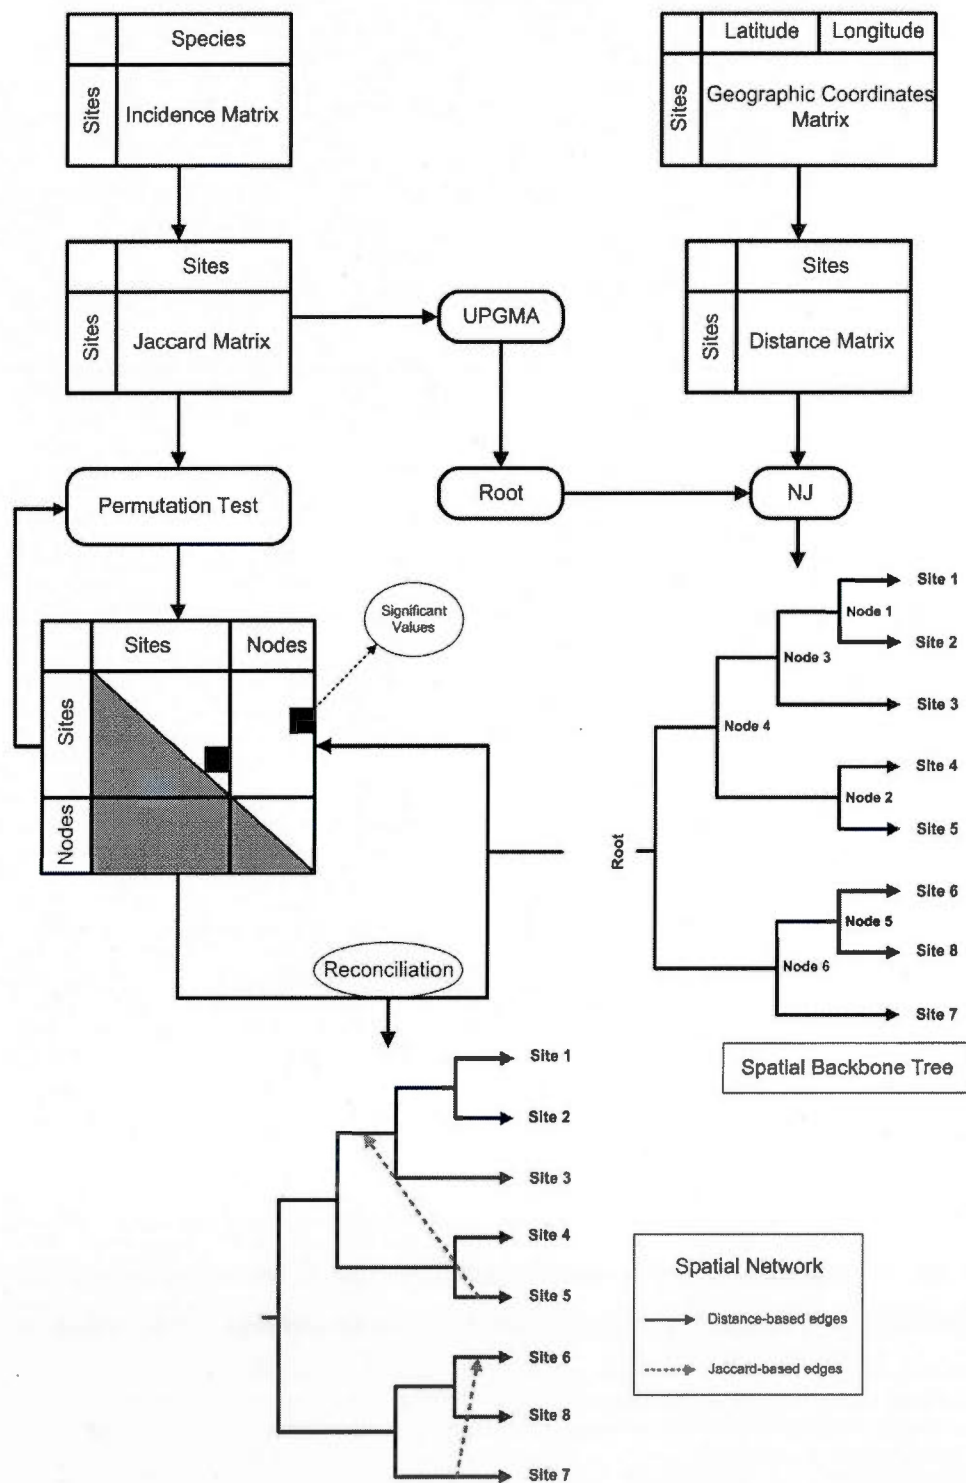 Species
Sites
Incidence Matrix
Latitude
Longitude
Sites
Geographic Coordinates
Matrix
Sites
Sites
Jaccard Matrix
UPGMA
Sites
Sites
Distance Matrix
Permutation Test
Root
NJ
Significant
Values
Sites
Nodes
Sites
Nodes
Reconciliation
Site 1
Node 1
Site 2
Node 3
Site 3
Node 4
Site 4
Node 2
Site 5
Root
Site 6
Node 5
Site 8
Node 6
Site 7
Spatial Backbone Tree
Site 1
Site 2
Site 3
Site 4
Site 5
Site 6
Site 8
Site 7
Spatial Network
Distance-based edges
Jaccard-based edges